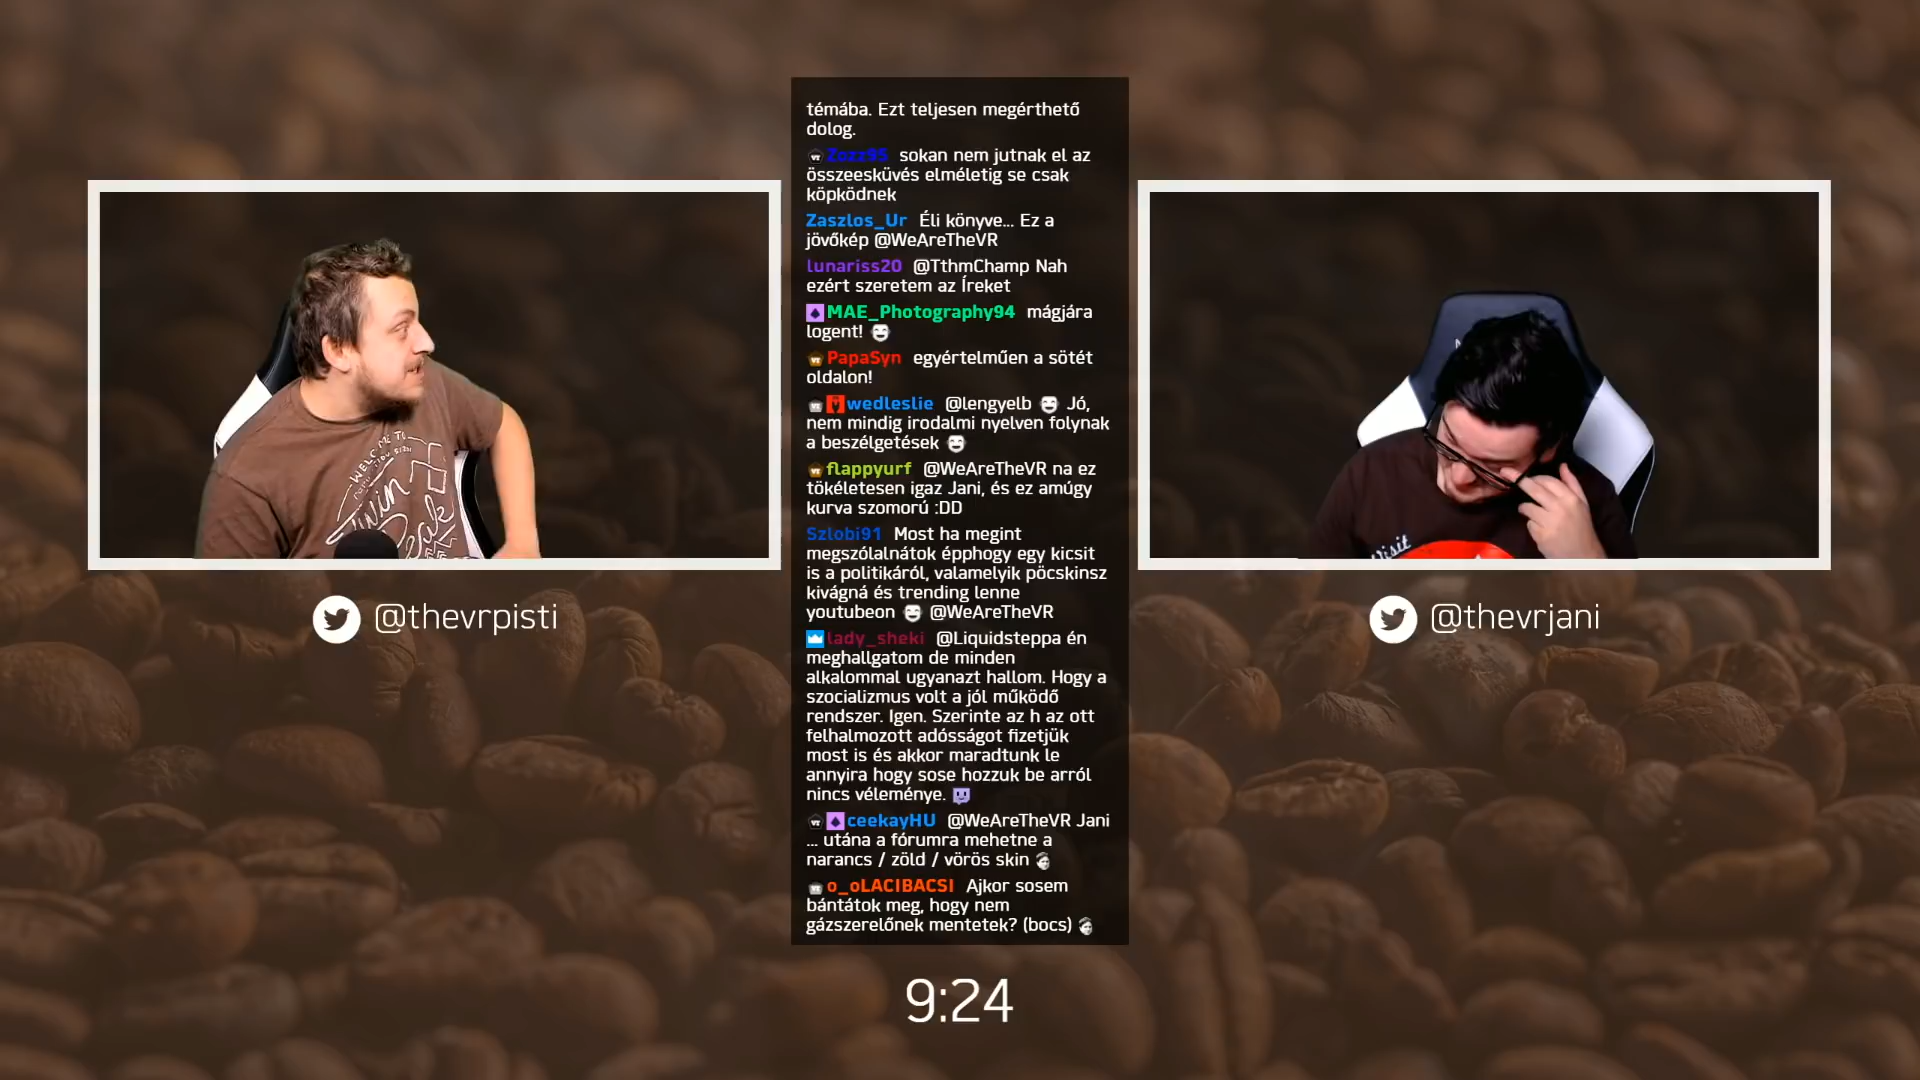 témába. Ezt teljesen megérthető
dolog.
Zozz95 sokan nem jutnak el az
összeesküvés elméletig se csak
köpködnek
Zaszlos_Ur Éli könyve... Ez a
jövőkép @WeAreTheVR
lunariss20 @TthmChamp Nah
ezért szeretem az Íreket
MAE_Photography94 mágjára
logent!
PapaSyn egyértelműen a sötét
oldalon!
wedleslie @lengyelb Jó,
nem mindig irodalmi nyelven folynak
a beszélgetések
flappyurf @WeAreTheVR na ez
tökéletesen igaz Jani, és ez amúgy
kurva szomorú :DD
Szlobi91 Most ha megint
megszólalnátok épphogy egy kicsit
is a politikáról, valamelyik pöcskinsz
kivágná és trending lenne
youtubeon @WeAreTheVR
lady_sheki @Liquidsteppa én
meghallgatom de minden
alkalommal ugyanazt hallom. Hogy a
szocializmus volt a jól működő
rendszer. Igen. Szerinte az h az ott
felhalmozott adósságot fizetjük
most is és akkor maradtunk le
annyira hogy sose hozzuk be arról
nincs véleménye.
ceekayHU @WeAreTheVR Jani
... utána a fórumra mehetne a
narancs / zöld / vörös skin
o_oLACIBACSI Ajkor sosem
bántátok meg, hogy nem
gázszerelőnek mentetek? (bocs)
WELCOME TO
Twin
Peak
@thevrpisti
Visit
@thevrjani
9:24